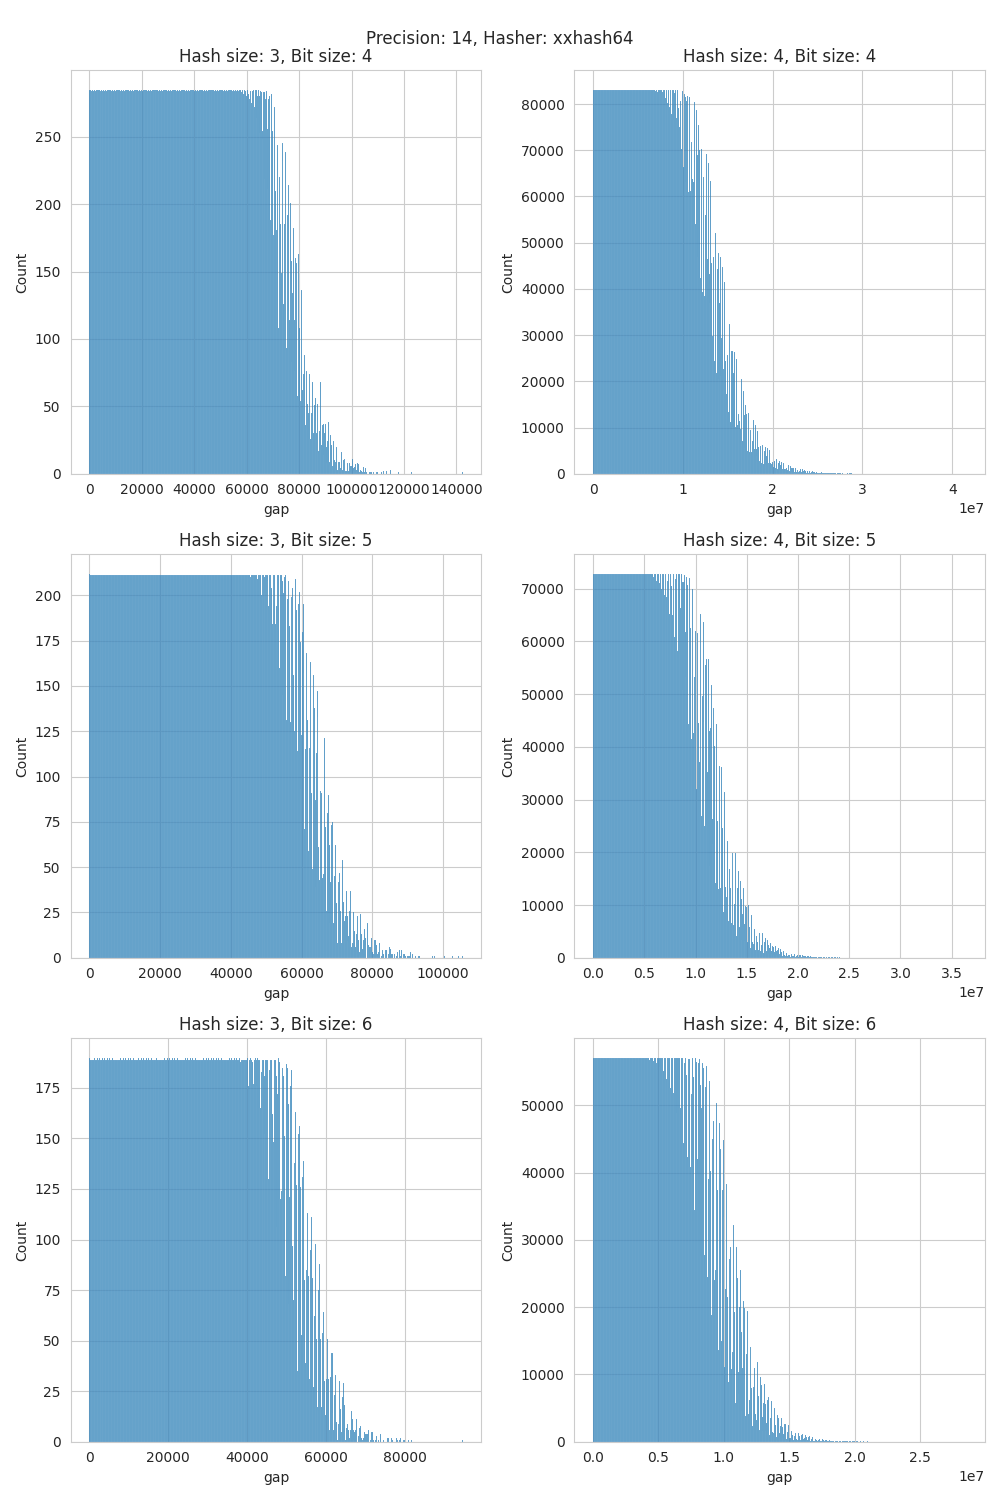 Precision: 14, Hasher: xxhash64
Hash size: 3, Bit size: 4
250
200
150
100
50
0
Count
0 20000 40000 60000 80000 100000 120000 140000
gap
Hash size: 4, Bit size: 4
80000
70000
60000
50000
40000
30000
20000
10000
0
Count
0 1 2 3 4
1e7
gap
Hash size: 3, Bit size: 5
200
175
150
125
100
75
50
25
0
Count
0 20000 40000 60000 80000 100000
gap
Hash size: 4, Bit size: 5
70000
60000
50000
40000
30000
20000
10000
0
Count
0.0 0.5 1.0 1.5 2.0 2.5 3.0 3.5
1e7
gap
Hash size: 3, Bit size: 6
175
150
125
100
75
50
25
0
Count
0 20000 40000 60000 80000
gap
Hash size: 4, Bit size: 6
50000
40000
30000
20000
10000
0
Count
0.0 0.5 1.0 1.5 2.0 2.5
1e7
gap